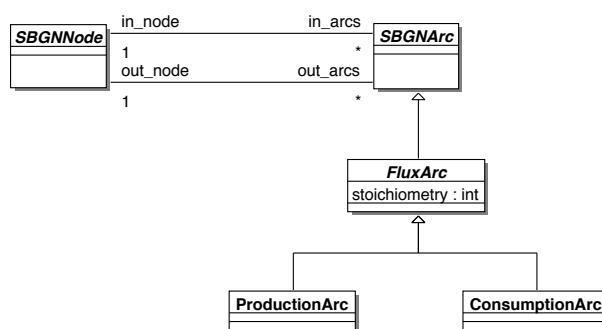 in_node in_arcs
SBGNNode SBGNArc
1 *
out_node out_arcs
1 *
FluxArc
stoichiometry : int
ProductionArc ConsumptionArc